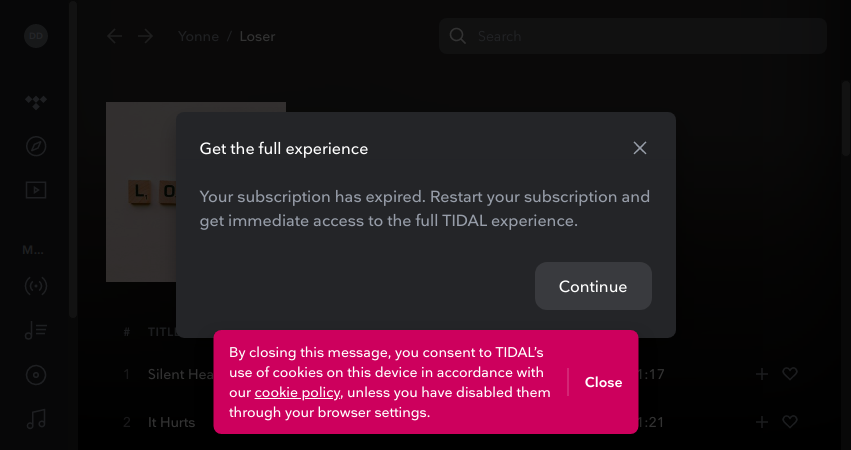 Yonne / Loser
Search
Get the full experience
Your subscription has expired. Restart your subscription and
get immediate access to the full TIDAL experience.
L O
M...
Continue
# TITLE
By closing this message, you consent to TIDAL's
use of cookies on this device in accordance with
our cookie policy, unless you have disabled them
through your browser settings.
Close
1 Silent Hea 1:17
2 It Hurts 1:21